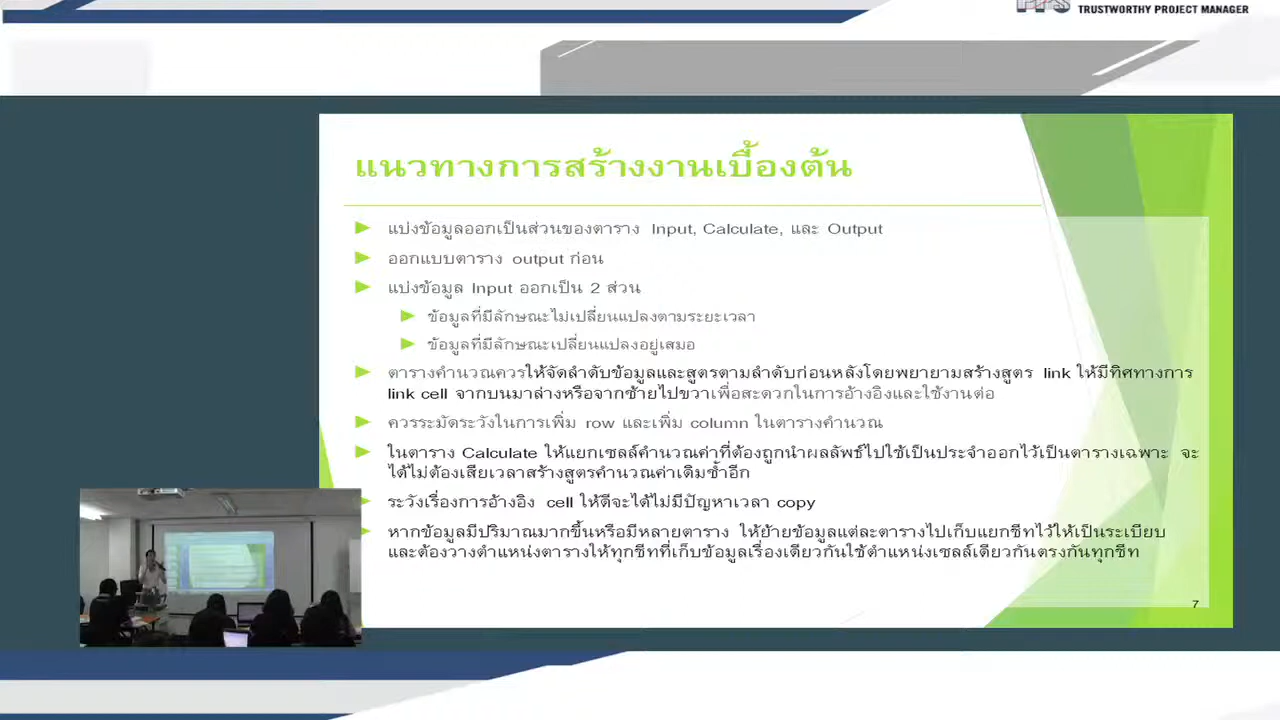 TRUSTWORTHY PROJECT MANAGER
แนวทางการสร้างงานเบื้องต้น
แบ่งข้อมูลออกเป็นส่วนของตาราง Input, Calculate, และ Output
ออกแบบตาราง output ก่อน
แบ่งข้อมูล Input ออกเป็น 2 ส่วน
ข้อมูลที่มีลักษณะไม่เปลี่ยนแปลงตามระยะเวลา
ข้อมูลที่มีลักษณะเปลี่ยนแปลงอยู่เสมอ
ตารางคำนวณควรให้จัดลำดับข้อมูลและสูตรตามลำดับก่อนหลังโดยพยายามสร้างสูตร link ให้มีทิศทางการ
link cell จากบนมาล่างหรือจากซ้ายไปขวาเพื่อสะดวกในการอ้างอิงและใช้งานต่อ
ควรระมัดระวังในการเพิ่ม row และเพิ่ม column ในตารางคำนวณ
ในตาราง Calculate ให้แยกเซลล์คำนวณค่าที่ต้องถูกนำผลลัพธ์ไปใช้เป็นประจำออกไว้เป็นตารางเฉพาะ จะ
ได้ไม่ต้องเสียเวลาสร้างสูตรคำนวณค่าเดิมซ้ำอีก
ระวังเรื่องการอ้างอิง cell ให้ดีจะได้ไม่มีปัญหาเวลา copy
หากข้อมูลมีปริมาณมากขึ้นหรือมีหลายตาราง ให้ย้ายข้อมูลแต่ละตารางไปเก็บแยกชีทไว้ให้เป็นระเบียบ
และต้องวางตำแหน่งตารางให้ทุกชีทที่เก็บข้อมูลเรื่องเดียวกันใช้ตำแหน่งเซลล์เดียวกันตรงกันทุกชีท
7